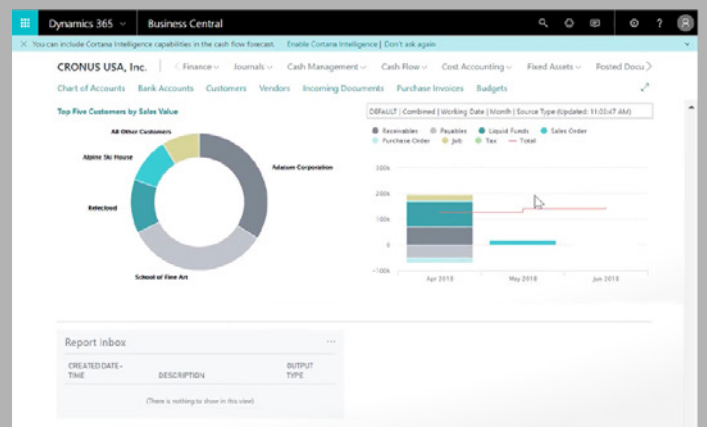 Dynamics 365 Business Central ?
You can include Cortana Intelligence capabilities in the cash flow forecast. Enable Cortana Intelligence | Don't ask again
CRONUS USA, Inc. Finance Journals Cash Management Cash Flow Cost Accounting Fixed Assets Posted Docu
Chart of Accounts Bank Accounts Customers Vendors Incoming Documents Purchase Invoices Budgets
Top Five Customers by Sales Value
DEFAULT | Combined | Working Date | Month | Source Type (Updated: 11:03:47 AM)
All Other Customers
Alpine Ski House
Relecloud
Adatum Corporation
School of Fine Art
Receivables Payables Liquid Funds Sales Order
Purchase Order Job Tax Total
300k
200k
100k
0
-100k
Apr 2018 May 2018 Jun 2018
Report Inbox ...
CREATED DATE-
TIME DESCRIPTION OUTPUT
TYPE
(There is nothing to show in this view)